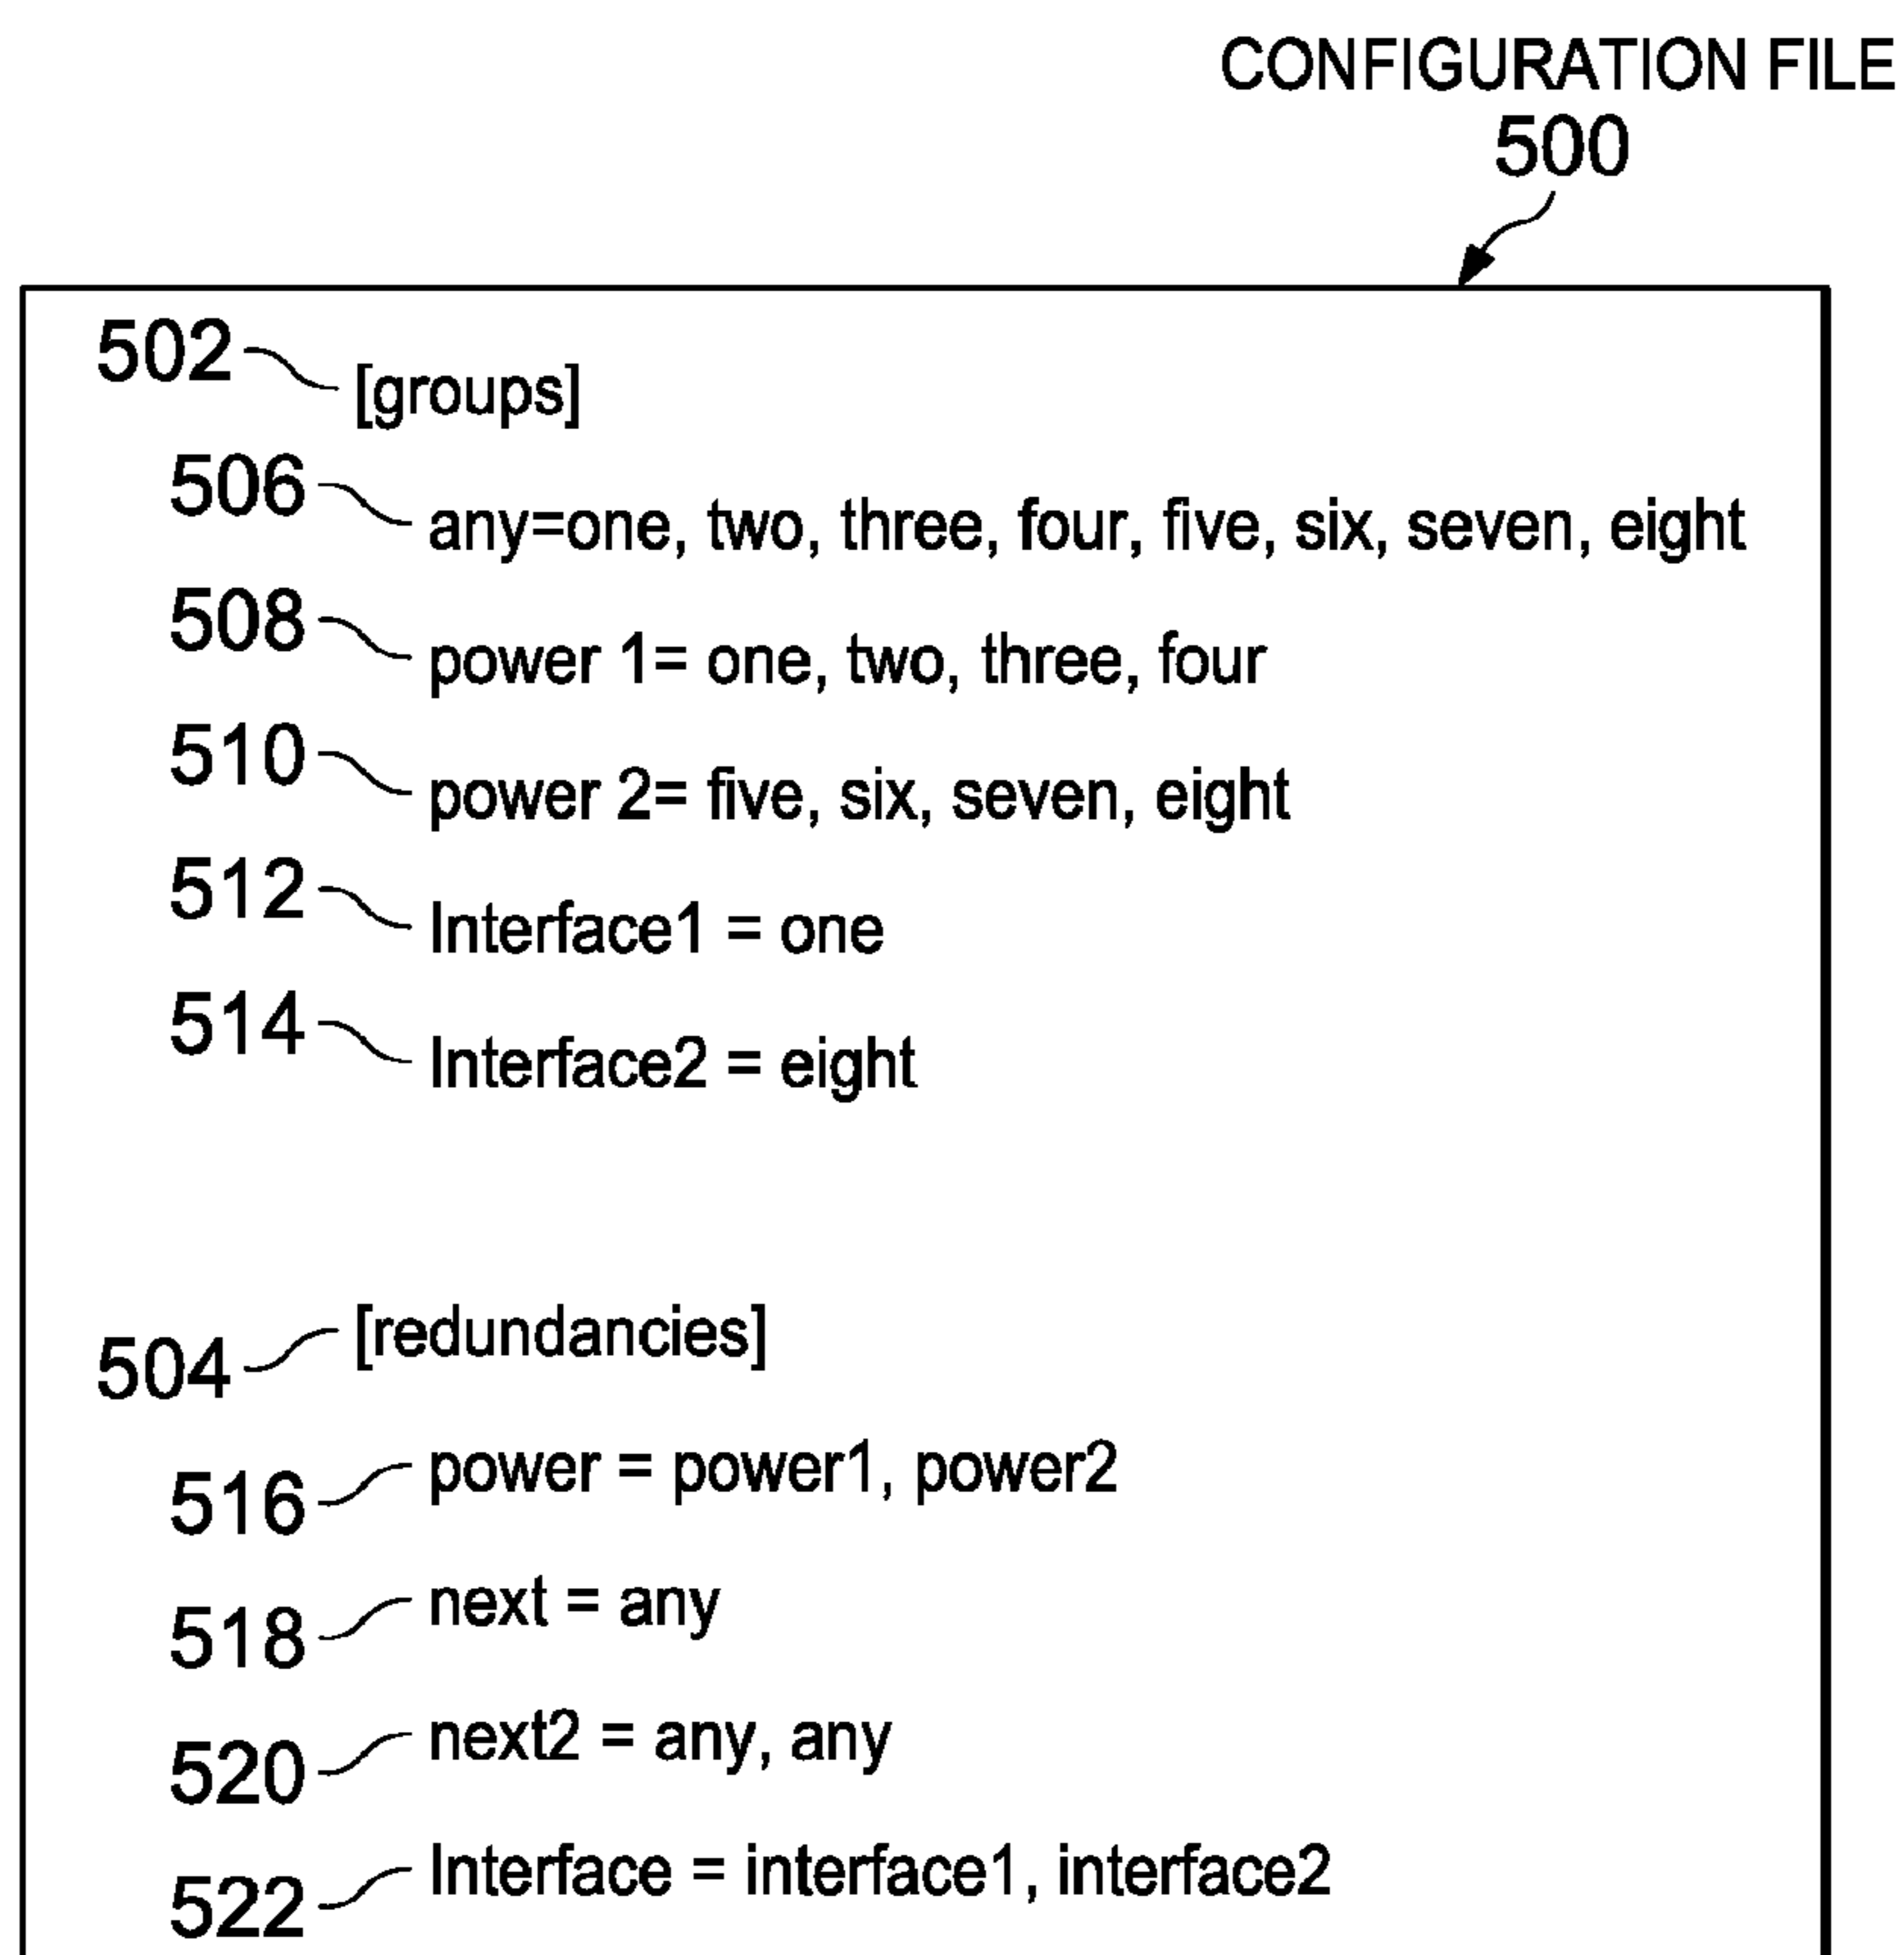 CONFIGURATION FILE
500
502 [groups]
506 any=one, two, three, four, five, six, seven, eight
508 power 1= one, two, three, four
510 power 2= five, six, seven, eight
512 Interface1 = one
514 Interface2 = eight
504 [redundancies]
516 power = power1, power2
518 next = any
520 next2 = any, any
522 Interface = interface1, interface2